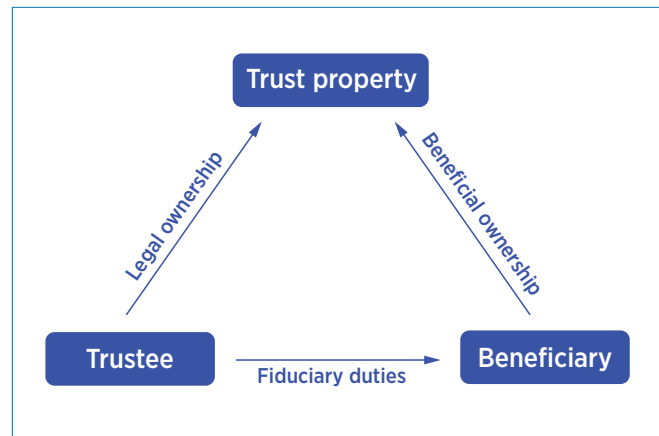 Trust property
Legal ownership
Beneficial ownership
Trustee
Fiduciary duties
Beneficiary